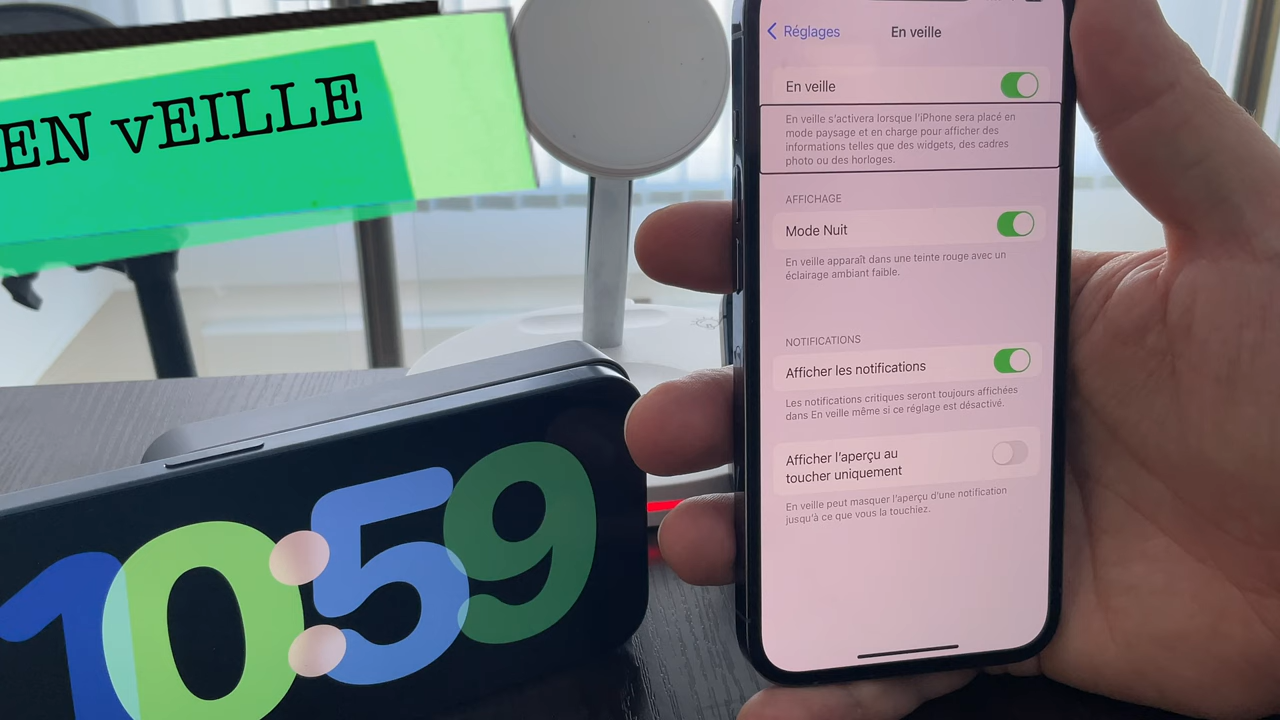 EN vEILLE
10:59
Réglages
En veille
En veille
En veille s'activera lorsque l'iPhone sera placé en
mode paysage et en charge pour afficher des
informations telles que des widgets, des cadres
photo ou des horloges.
AFFICHAGE
Mode Nuit
En veille apparaît dans une teinte rouge avec un
éclairage ambiant faible.
NOTIFICATIONS
Afficher les notifications
Les notifications critiques seront toujours affichées
dans En veille même si ce réglage est désactivé.
Afficher l'aperçu au
toucher uniquement
En veille peut masquer l'aperçu d'une notification
jusqu'à ce que vous la touchiez.